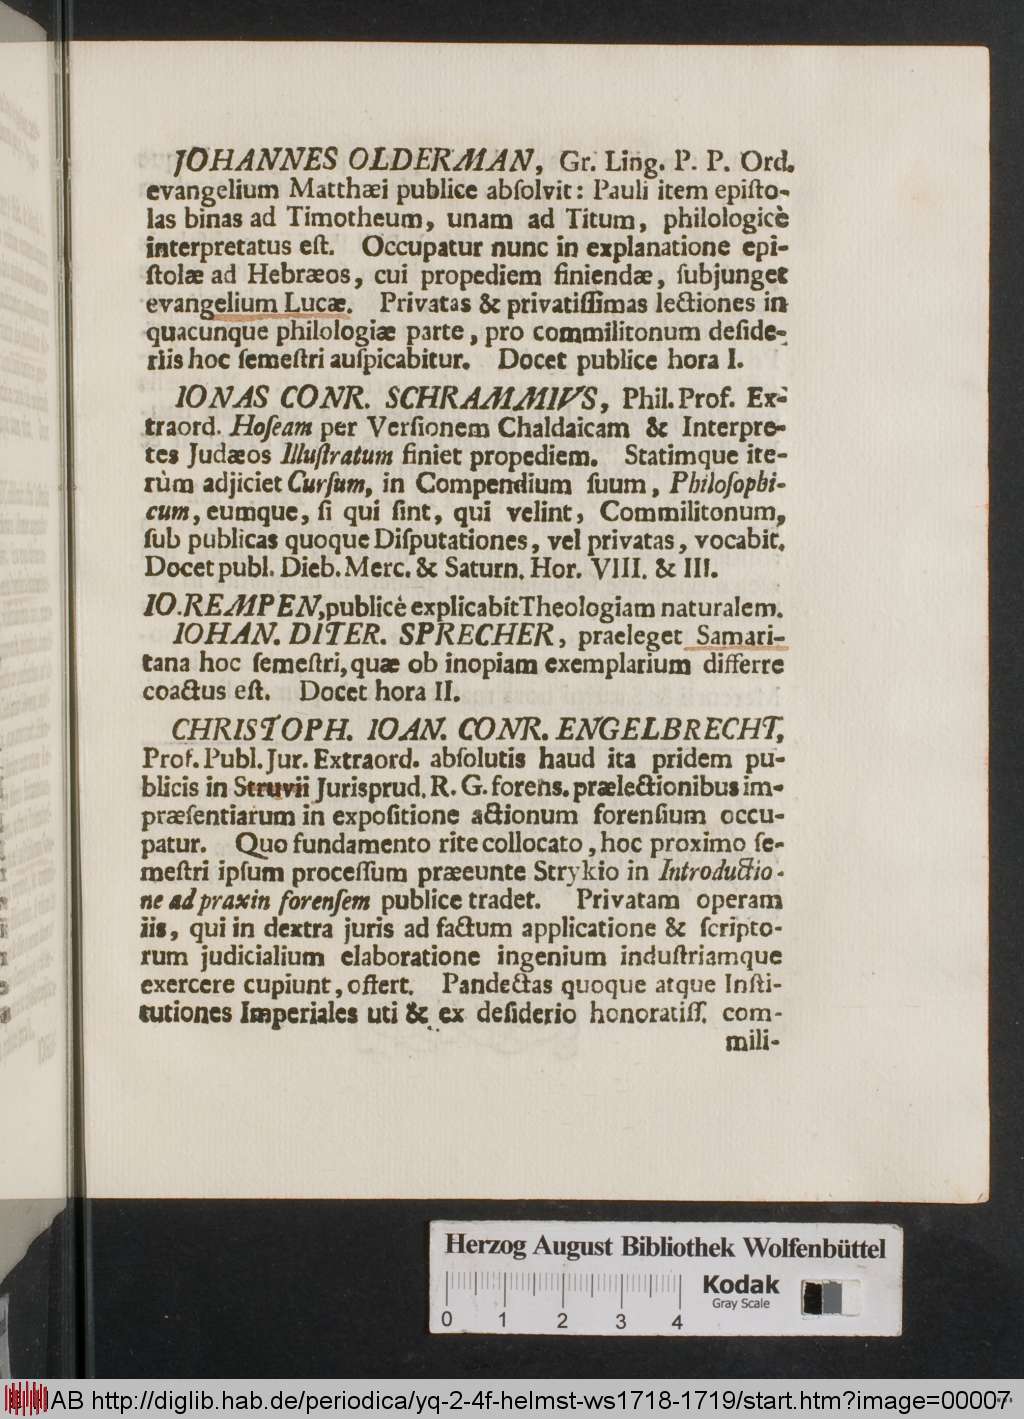 JOHANNES OLDERMAN, Gr. Ling. P. P. Ord.
evangelium Matthæi publice abſolvit: Pauli item epiſto-
las binas ad Timotheum, unam ad Titum, philologicè
interpretatus eſt. Occupatur nunc in explanatione epi-
ſtolæ ad Hebræos, cui propediem finiendæ, ſubjunget
evangelium Lucæ. Privatas & privatiſſimas lectiones in
quacunque philologiæ parte, pro commilitonum deſide-
riis hoc ſemeſtri auſpicabitur. Docet publice hora I.
IONAS CONR. SCHRAMMIVS, Phil. Prof. Ex-
traord. Hoſeam per Verſionem Chaldaicam & Interpre-
tes Judæos Illuſtratum finiet propediem. Statimque ite-
rùm adjiciet Curſum, in Compendium ſuum, Philoſophi-
cum, eumque, ſi qui ſint, qui velint, Commilitonum,
ſub publicas quoque Diſputationes, vel privatas, vocabit.
Docet publ. Dieb. Merc. & Saturn. Hor. VIII. & III.
IO. REMPEN, publicè explicabit Theologiam naturalem.
IOHAN. DITER. SPRECHER, praeleget Samari-
tana hoc ſemeſtri, quæ ob inopiam exemplarium differre
coactus eſt. Docet hora II.
CHRISTOPH. IOAN. CONR. ENGELBRECHT,
Prof. Publ. Jur. Extraord. abſolutis haud ita pridem pu-
blicis in Struvii Jurisprud. R. G. forens. prælectionibus im-
præſentiarum in expoſitione actionum forenſium occu-
patur. Quo fundamento rite collocato, hoc proximo ſe-
meſtri ipſum proceſſum præeunte Strykio in Introductio-
ne ad praxin forenſem publice tradet. Privatam operam
iis, qui in dextra juris ad factum applicatione & ſcripto-
rum judicialium elaboratione ingenium induſtriamque
exercere cupiunt, offert. Pandectas quoque atque Inſti-
tutiones Imperiales uti & ex deſiderio honoratiſſ. com-
mili-
Herzog August Bibliothek Wolfenbüttel
Kodak
Gray Scale
0 1 2 3 4
HAB http://diglib.hab.de/periodica/yq-2-4f-helmst-ws1718-1719/start.htm?image=00007